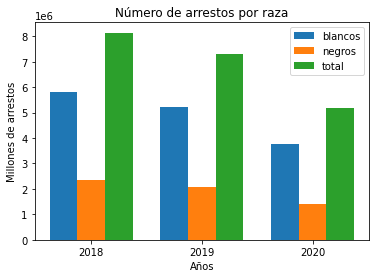 Número de arrestos por raza
1e6
8
7
6
5
4
3
2
1
0
Millones de arrestos
blancos
negros
total
2018
2019
2020
Años